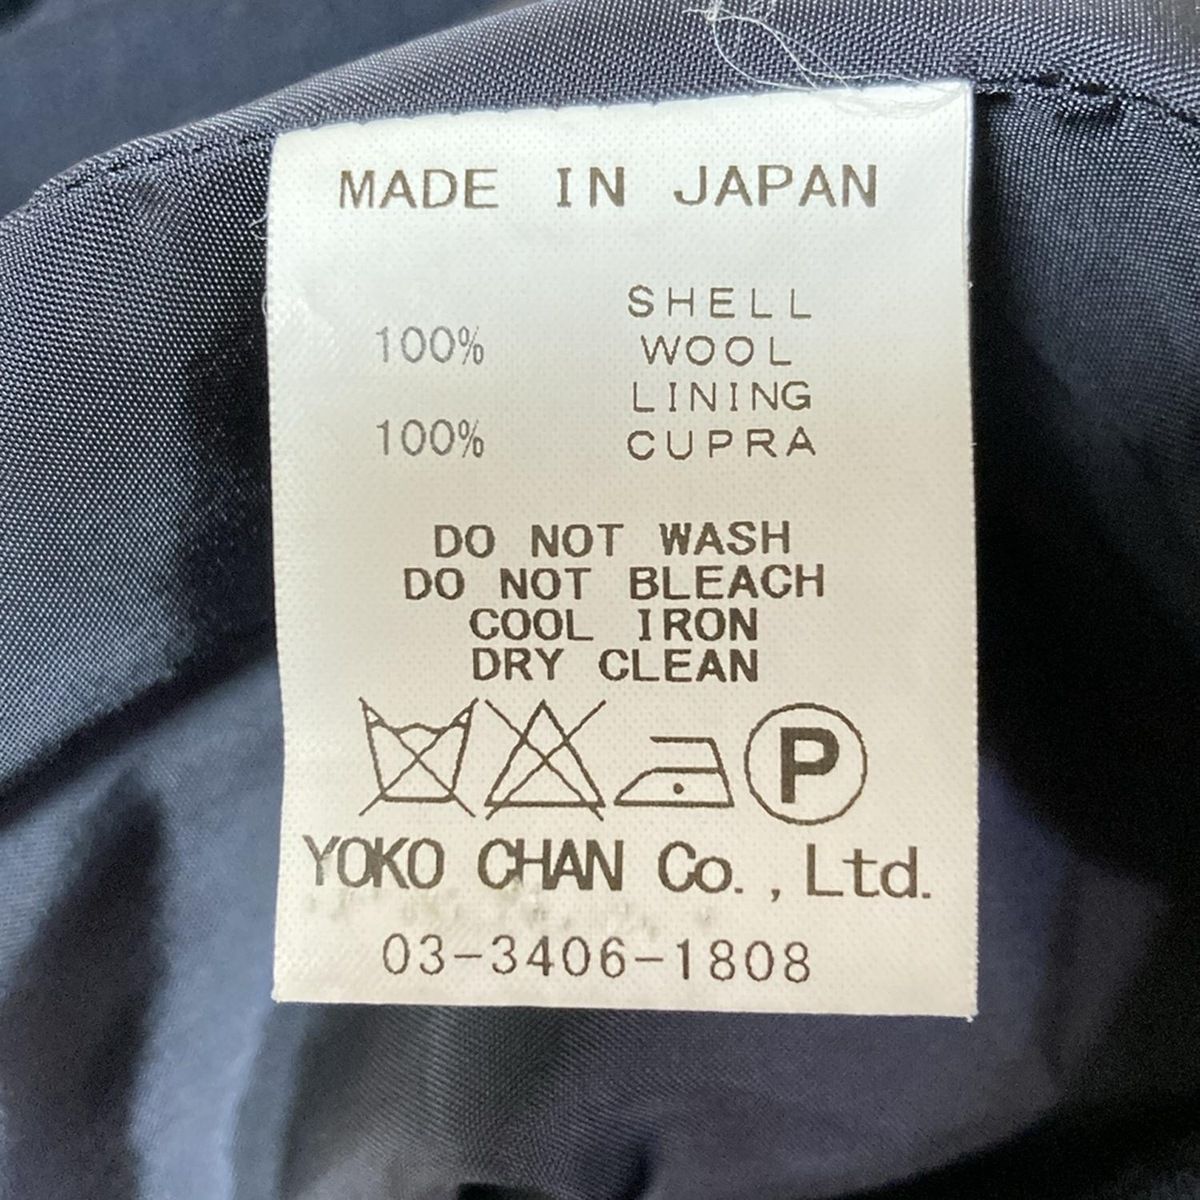 MADE IN JAPAN
SHELL
100% WOOL
LINING
100% CUPRA
DO NOT WASH
DO NOT BLEACH
COOL IRON
DRY CLEAN
P
YOKO CHAN Co., Ltd.
03-3406-1808